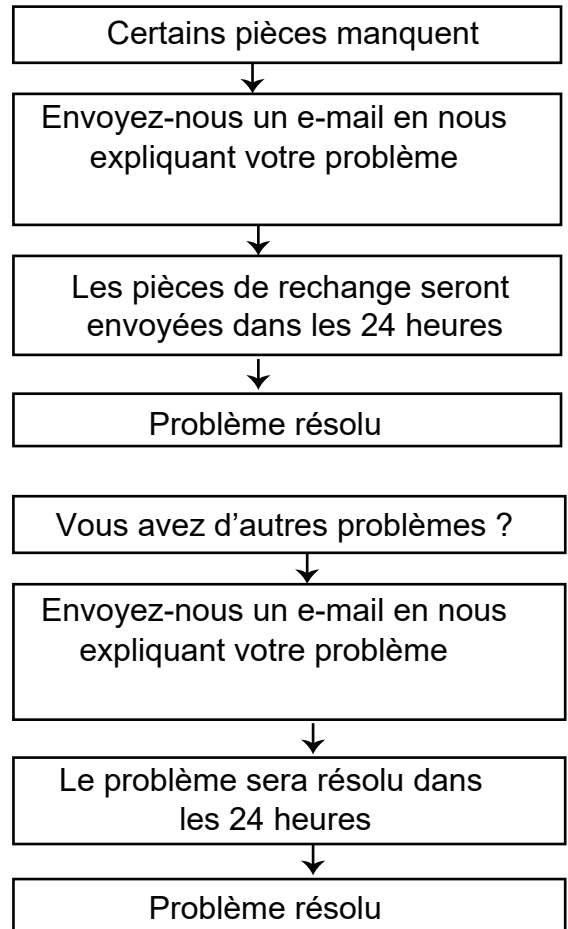 Certains pièces manquent
Envoyez-nous un e-mail en nous
expliquant votre problème
Les pièces de rechange seront
envoyées dans les 24 heures
Problème résolu
Vous avez d’autres problèmes ?
Envoyez-nous un e-mail en nous
expliquant votre problème
Le problème sera résolu dans
les 24 heures
Problème résolu